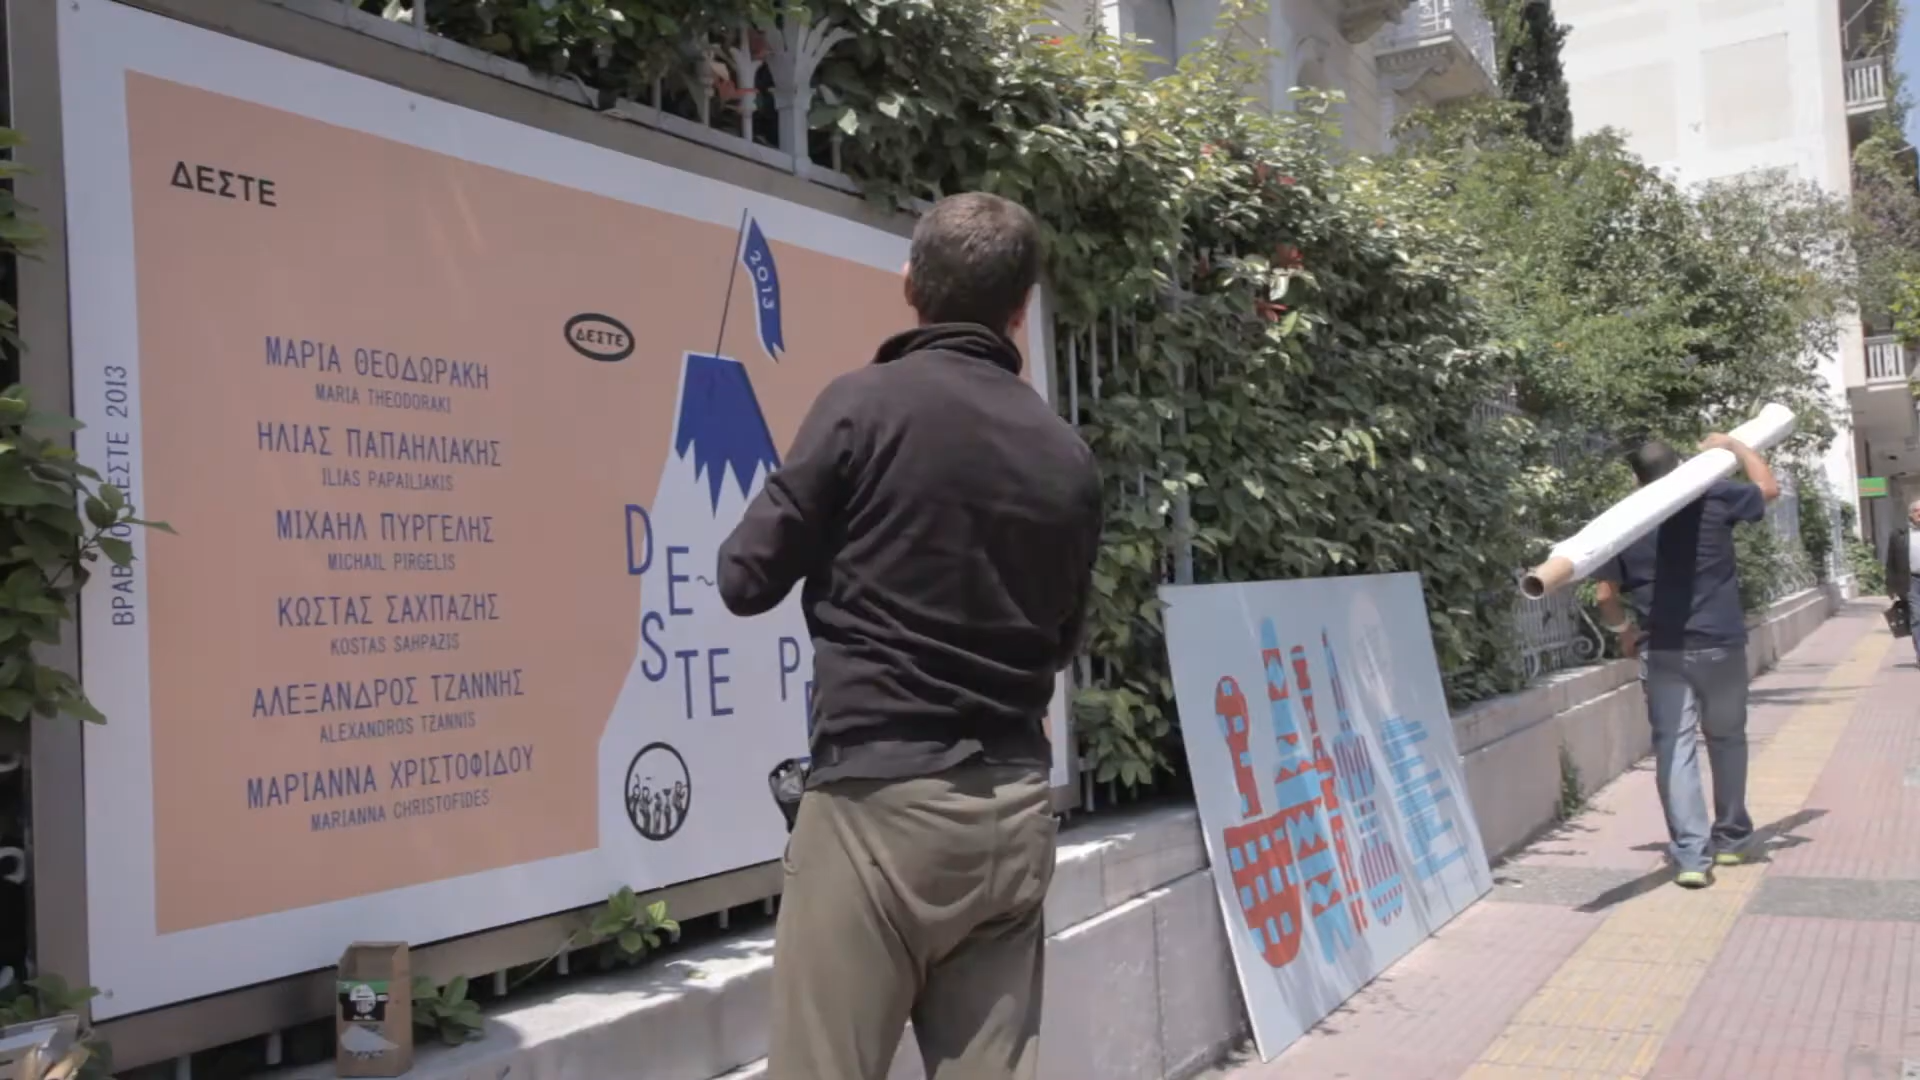 ΔΕΣΤΕ
2013
ΔΕΣΤΕ
ΜΑΡΙΑ ΘΕΟΔΩΡΑΚΗ
MARIA THEODORAKI
ΗΛΙΑΣ ΠΑΠΑΗΛΙΑΚΗΣ
ILIAS PAPAILIAKIS
ΜΙΧΑΗΛ ΠΥΡΓΕΛΗΣ
MICHAIL PIRGELIS
ΚΩΣΤΑΣ ΣΑΧΠΑΖΗΣ
KOSTAS SAHPAZIS
ΑΛΕΞΑΝΔΡΟΣ ΤΖΑΝΝΗΣ
ALEXANDROS TZANNIS
ΜΑΡΙΑΝΝΑ ΧΡΙΣΤΟΦΙΔΟΥ
MARIANNA CHRISTOFIDES
DE~
STE
2013